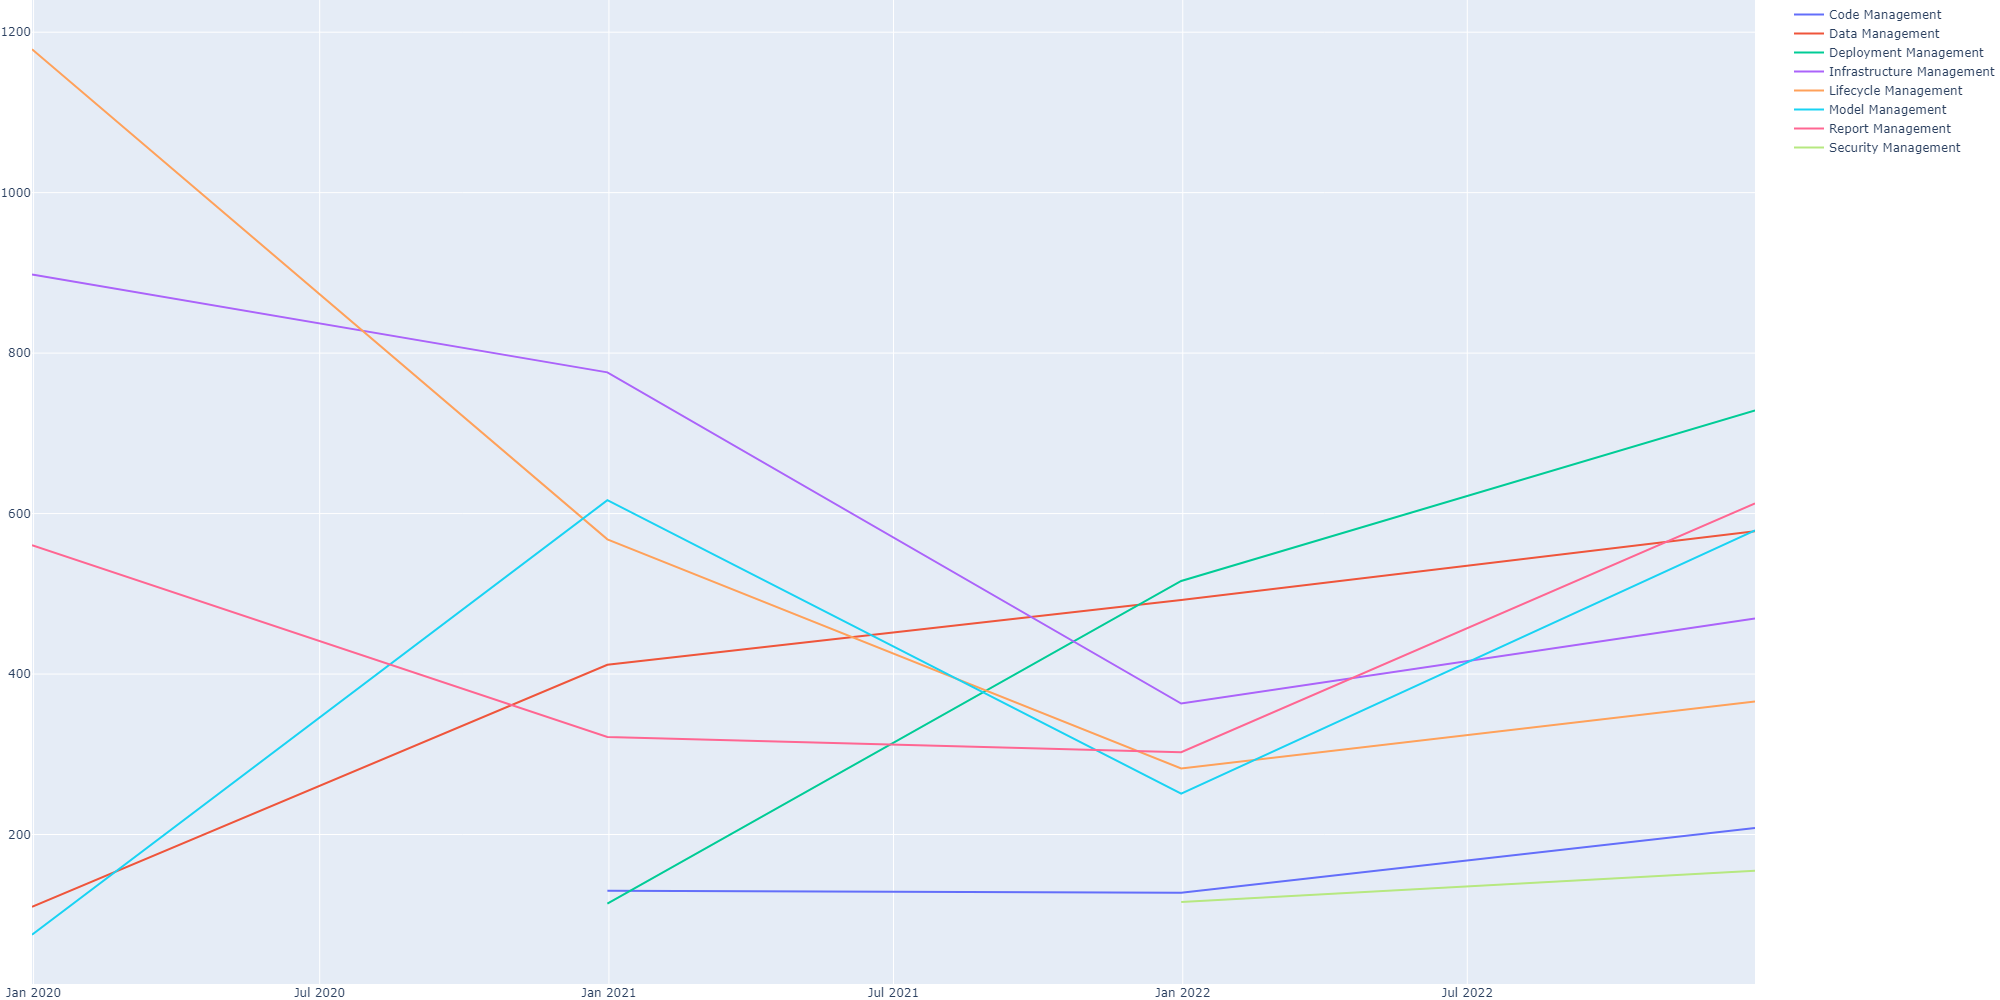 1200
1000
800
600
400
200
Jan 2020
Jul 2020
Jan 2021
Jul 2021
Jan 2022
Jul 2022
Code Management
Data Management
Deployment Management
Infrastructure Management
Lifecycle Management
Model Management
Report Management
Security Management